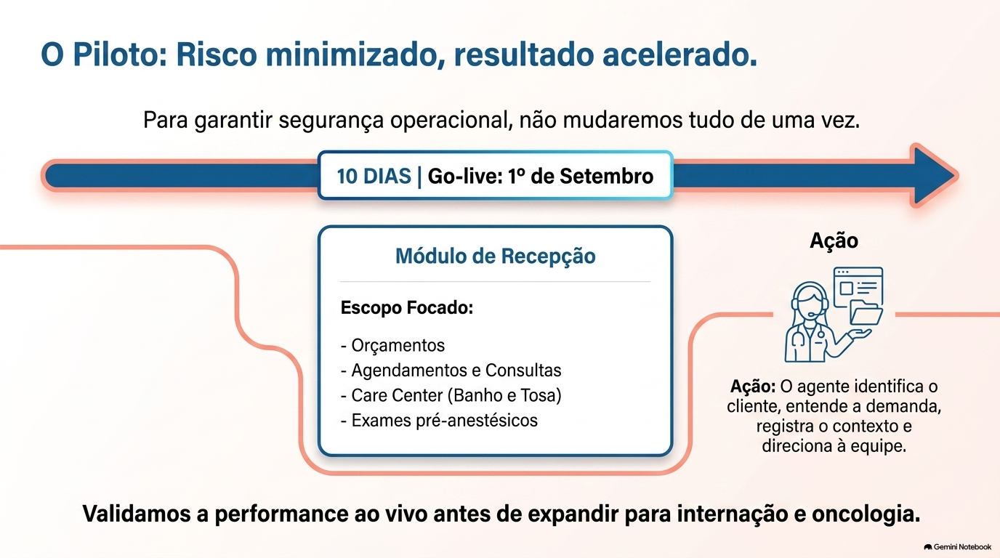 O Piloto: Risco minimizado, resultado acelerado.
Para garantir segurança operacional, não mudaremos tudo de uma vez.
10 DIAS | Go-live: 1º de Setembro
Módulo de Recepção
Escopo Focado:
- Orçamentos
- Agendamentos e Consultas
- Care Center (Banho e Tosa)
- Exames pré-anestésicos
Ação
Ação: O agente identifica o
cliente, entende a demanda,
registra o contexto e
direciona à equipe.
Validamos a performance ao vivo antes de expandir para internação e oncologia.
Gemini Notebook